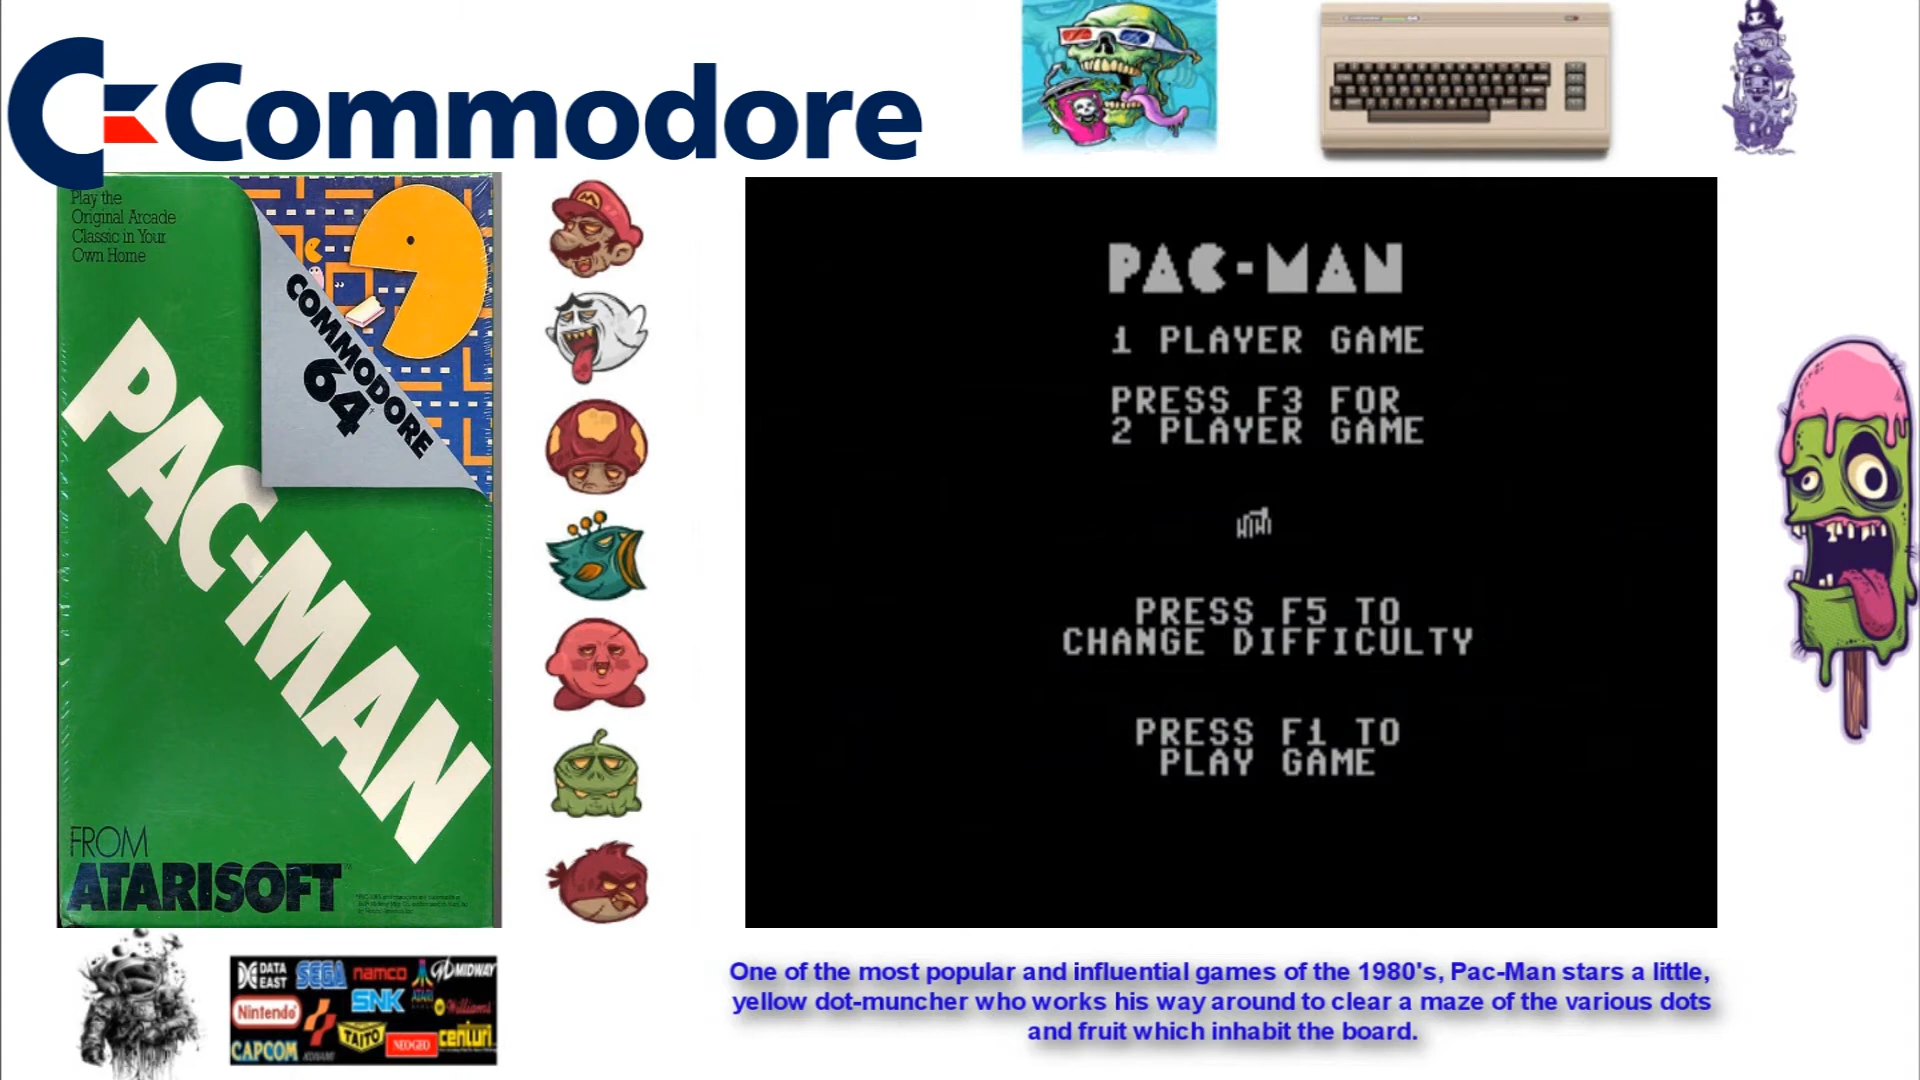 Commodore
Play the
Original Arcade
Classic in Your
Own Home
COMMODORE
64
PAC-MAN
FROM
ATARISOFT
PAC-MAN
1 PLAYER GAME
PRESS F3 FOR
2 PLAYER GAME
PRESS F5 TO
CHANGE DIFFICULTY
PRESS F1 TO
PLAY GAME
DATA
EAST
SEGA
namco
ATARI
MIDWAY
Nintendo
SNK
Williams
CAPCOM
KONAMI
TAITO
NEO·GEO
centuri
One of the most popular and influential games of the 1980's, Pac-Man stars a little,
yellow dot-muncher who works his way around to clear a maze of the various dots
and fruit which inhabit the board.